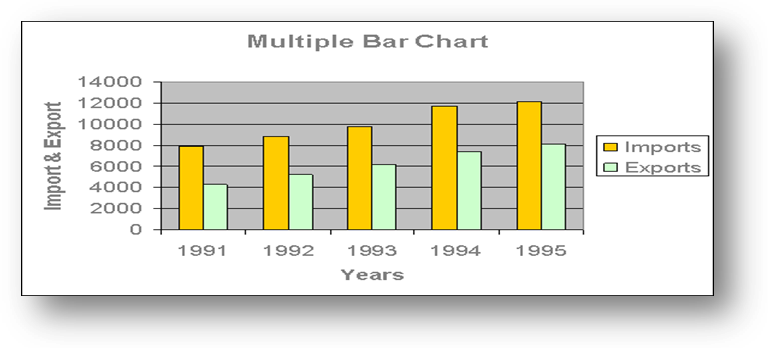 Multiple Bar Chart
Import & Export
14000
12000
10000
8000
6000
4000
2000
0
1991 1992 1993 1994 1995
Years
Imports
Exports